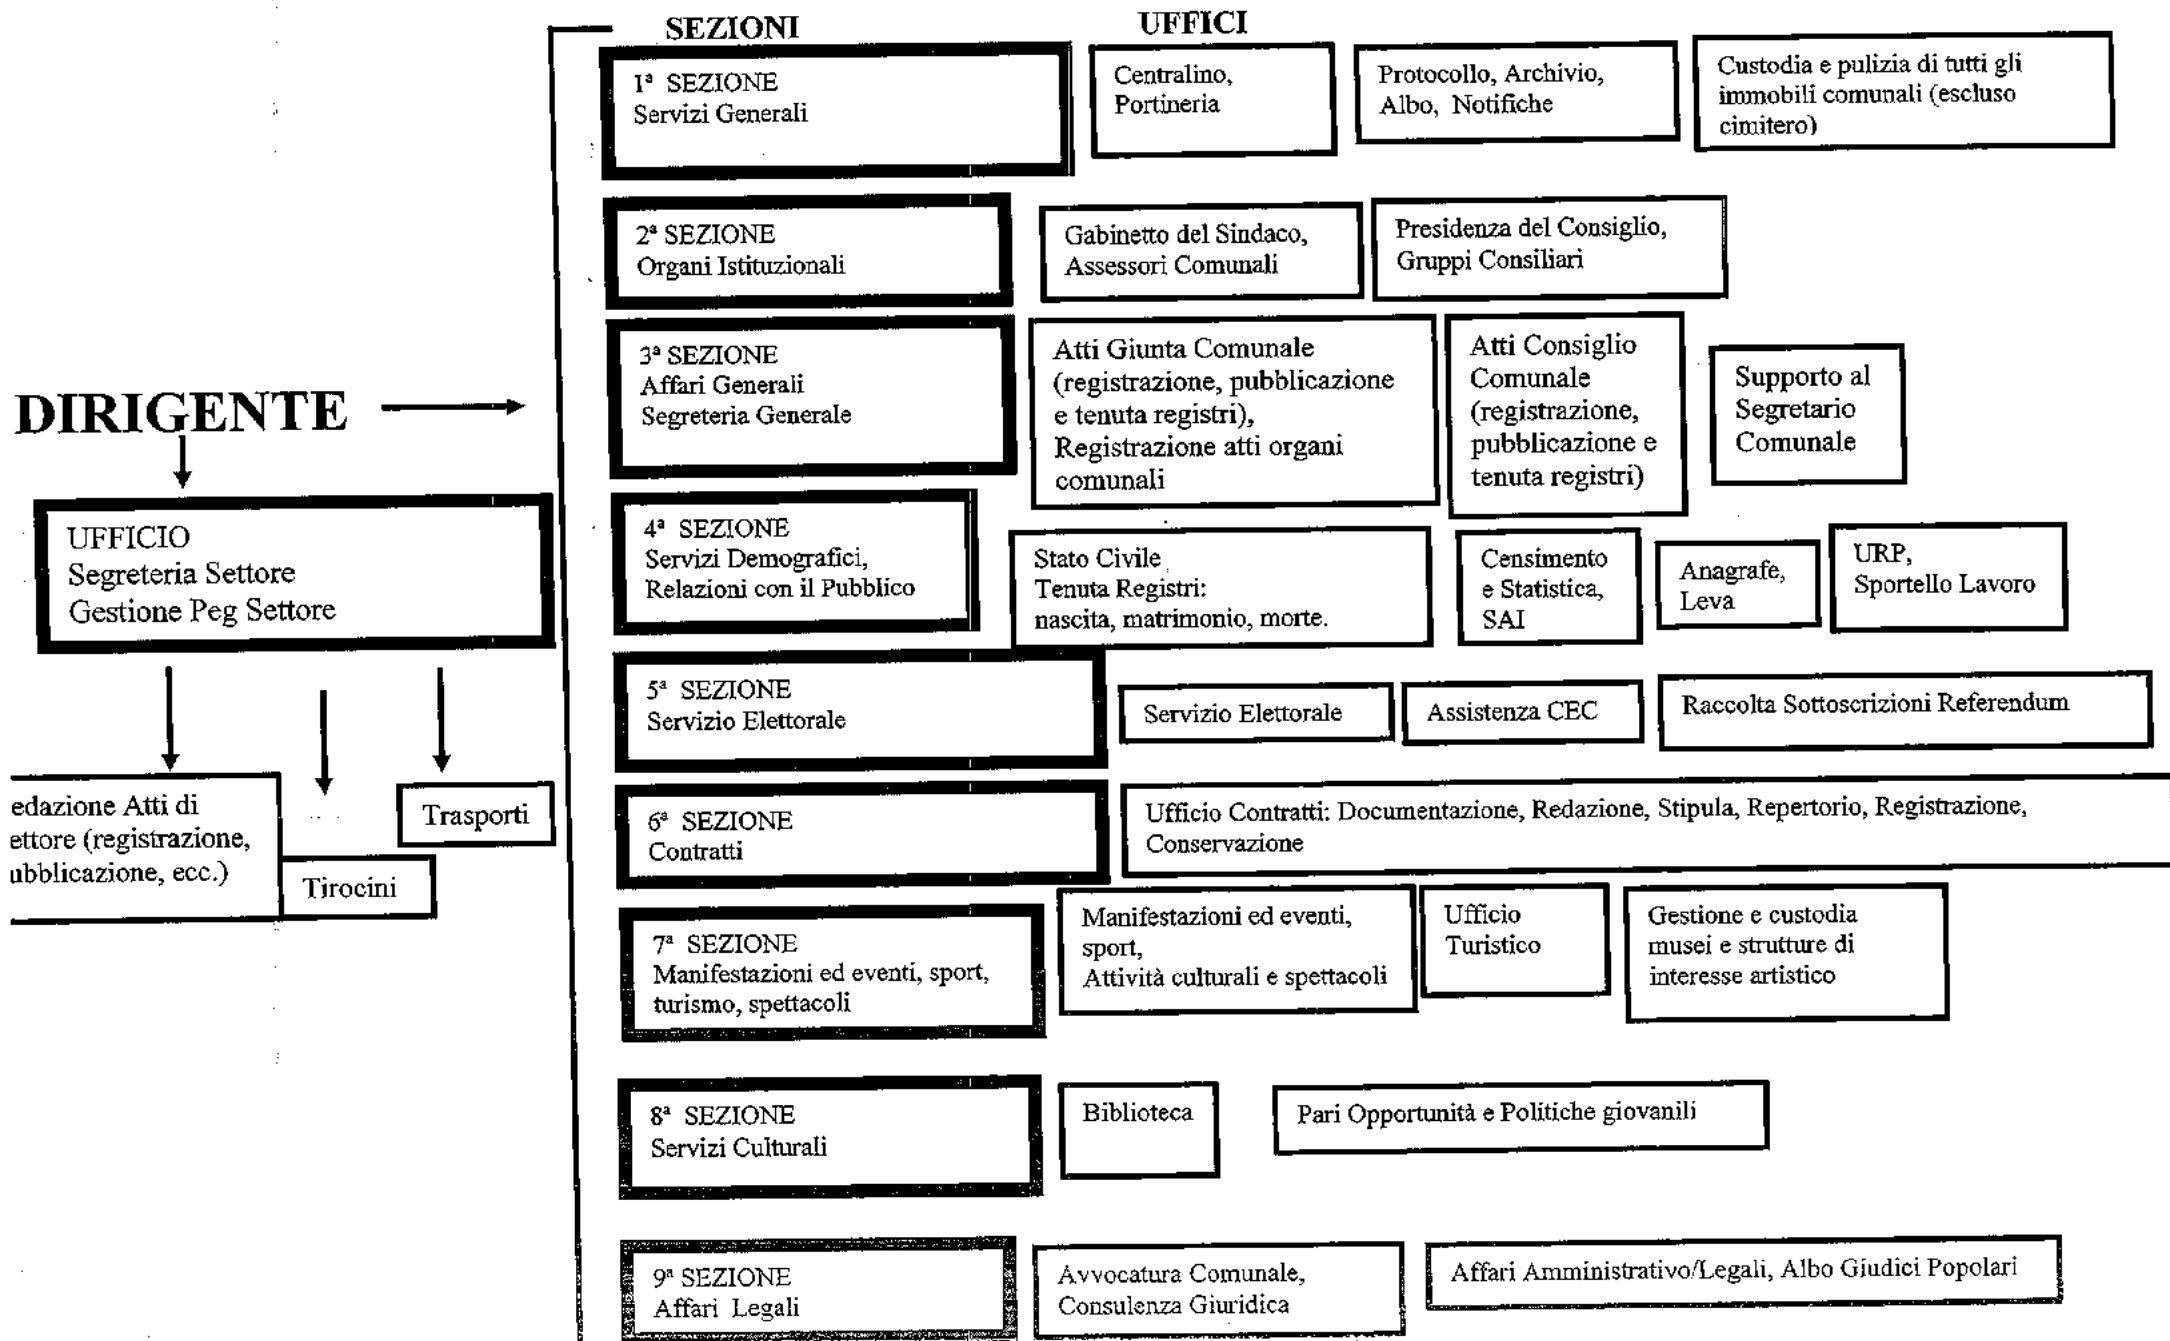 SEZIONI
UFFICI
1ª SEZIONE
Servizi Generali
Centralino,
Portineria
Protocollo, Archivio,
Albo, Notifiche
Custodia e pulizia di tutti gli
immobili comunali (escluso
cimitero)
2ª SEZIONE
Organi Istituzionali
Gabinetto del Sindaco,
Assessori Comunali
Presidenza del Consiglio,
Gruppi Consiliari
DIRIGENTE
3ª SEZIONE
Affari Generali
Segreteria Generale
Atti Giunta Comunale
(registrazione, pubblicazione
e tenuta registri),
Registrazione atti organi
comunali
Atti Consiglio
Comunale
(registrazione,
pubblicazione e
tenuta registri)
Supporto al
Segretario
Comunale
UFFICIO
Segreteria Settore
Gestione Peg Settore
4ª SEZIONE
Servizi Demografici,
Relazioni con il Pubblico
Stato Civile
Tenuta Registri:
nascita, matrimonio, morte.
Censimento
e Statistica,
SAI
Anagrafe,
Leva
URP,
Sportello Lavoro
5ª SEZIONE
Servizio Elettorale
Servizio Elettorale
Assistenza CEC
Raccolta Sottoscrizioni Referendum
edazione Atti di
ettore (registrazione,
ubblicazione, ecc.)
Tirocini
Trasporti
6ª SEZIONE
Contratti
Ufficio Contratti: Documentazione, Redazione, Stipula, Repertorio, Registrazione,
Conservazione
7ª SEZIONE
Manifestazioni ed eventi, sport,
turismo, spettacoli
Manifestazioni ed eventi,
sport,
Attività culturali e spettacoli
Ufficio
Turistico
Gestione e custodia
musei e strutture di
interesse artistico
8ª SEZIONE
Servizi Culturali
Biblioteca
Pari Opportunità e Politiche giovanili
9ª SEZIONE
Affari Legali
Avvocatura Comunale,
Consulenza Giuridica
Affari Amministrativo/Legali, Albo Giudici Popolari